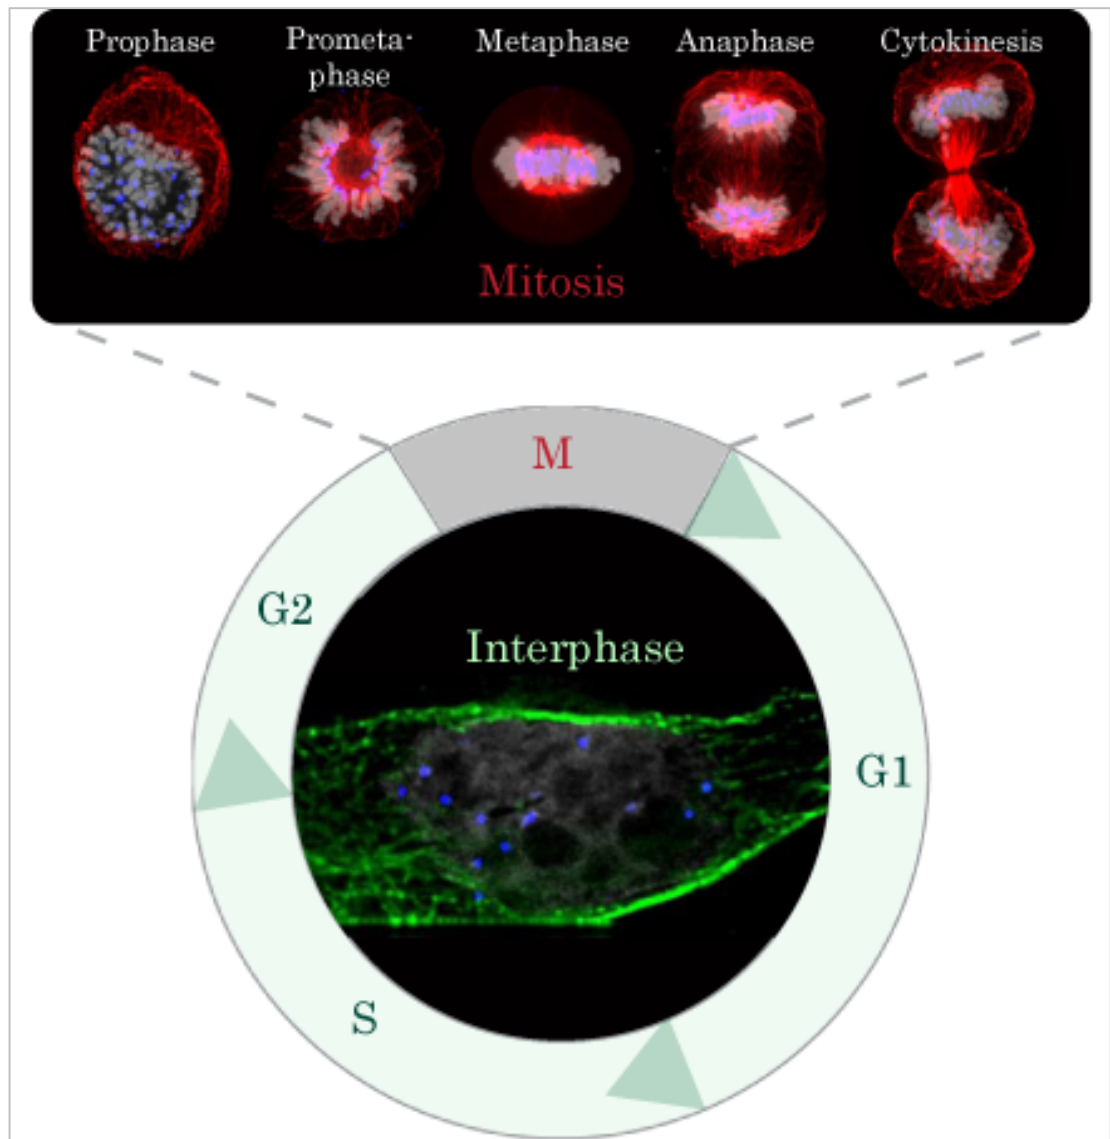 Prophase
Prometa-
phase
Metaphase
Anaphase
Cytokinesis
Mitosis
M
G2
Interphase
G1
S